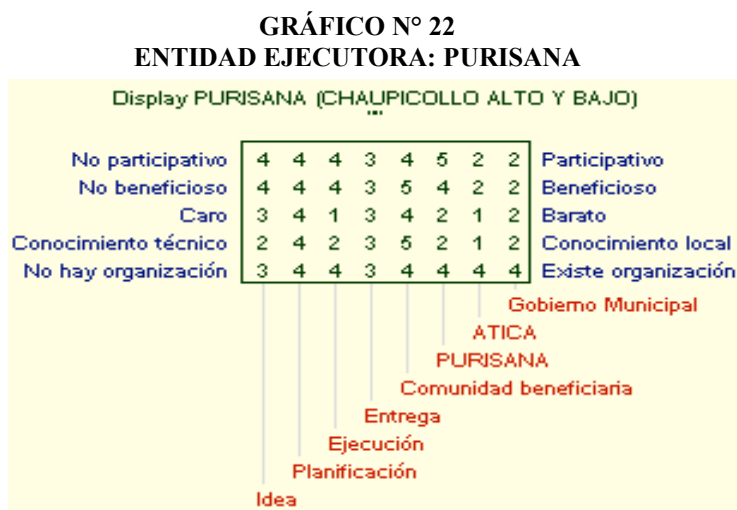 GRÁFICO N° 22
ENTIDAD EJECUTORA: PURISANA
Display PURISANA (CHAUPICOLLO ALTO Y BAJO)
No participativo 4 4 4 3 4 5 2 2 Participativo
No beneficioso 4 4 4 3 5 4 2 2 Beneficioso
Caro 3 4 1 3 4 2 1 2 Barato
Conocimiento técnico 2 4 2 3 5 2 1 2 Conocimiento local
No hay organización 3 4 4 3 4 4 4 4 Existe organización
Gobierno Municipal
ATICA
PURISANA
Comunidad beneficiaria
Entrega
Ejecución
Planificación
Idea